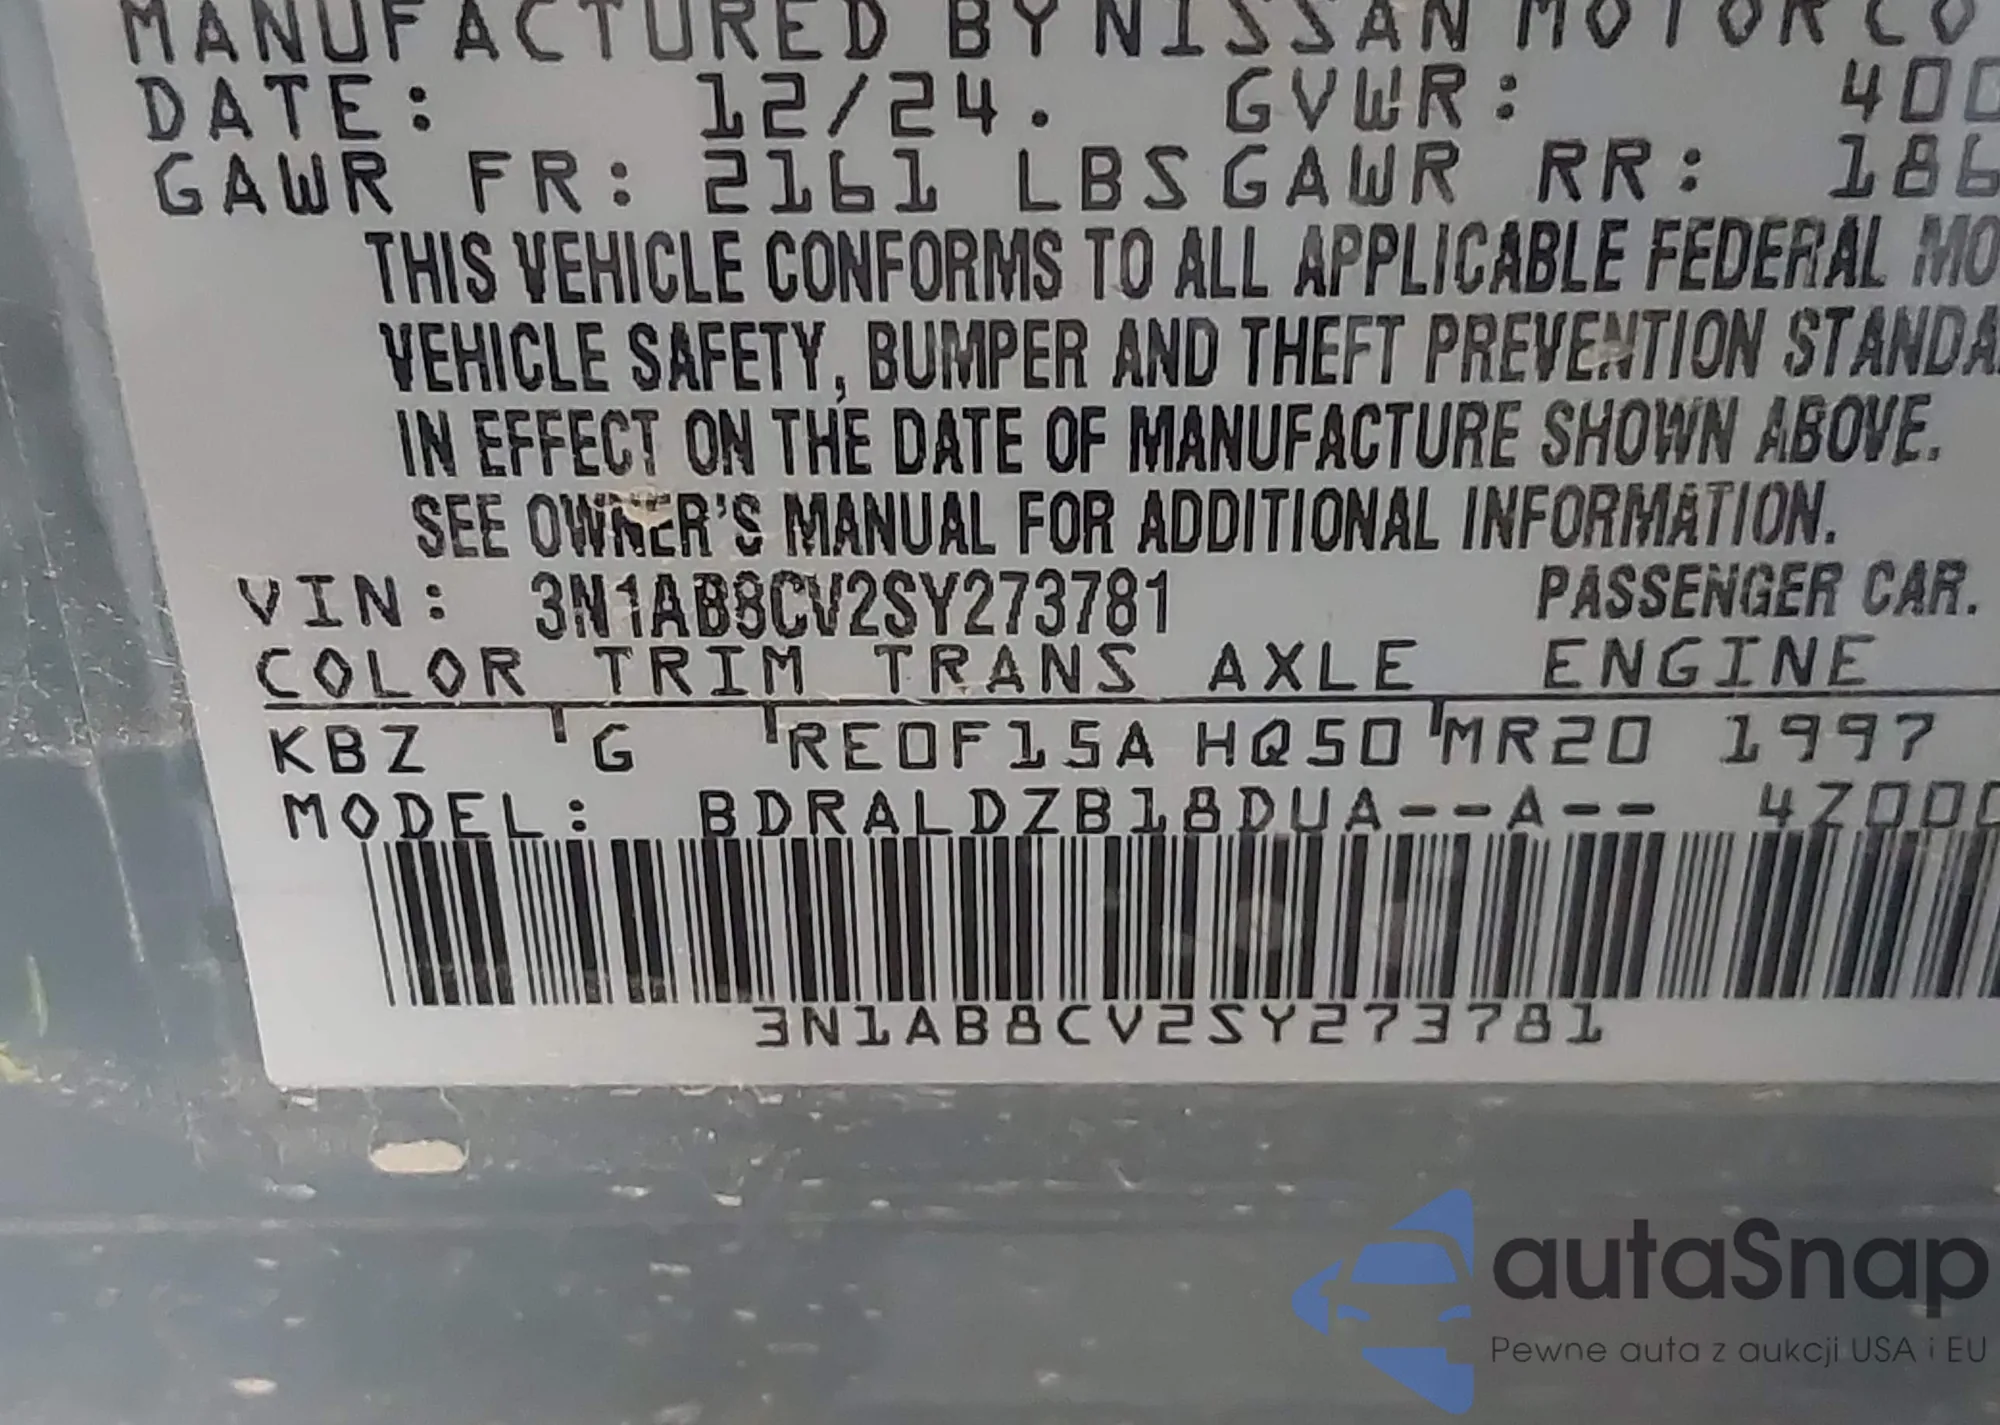 MANUFACTURED BY NISSAN MOTOR CO
DATE: 12/24. GVWR: 400
GAWR FR: 2161 LBS GAWR RR: 186
THIS VEHICLE CONFORMS TO ALL APPLICABLE FEDERAL MO
VEHICLE SAFETY, BUMPER AND THEFT PREVENTION STANDA
IN EFFECT ON THE DATE OF MANUFACTURE SHOWN ABOVE.
SEE OWNER'S MANUAL FOR ADDITIONAL INFORMATION.
VIN: 3N1AB8CV2SY273781 PASSENGER CAR.
COLOR TRIM TRANS AXLE ENGINE
KBZ G RE0F15A HQ50 MR20 1997
MODEL: BDRALDZB18DUA--A-- 4Z000
3N1AB8CV2SY273781
autaSnap
Pewne auta z aukcji USA i EU